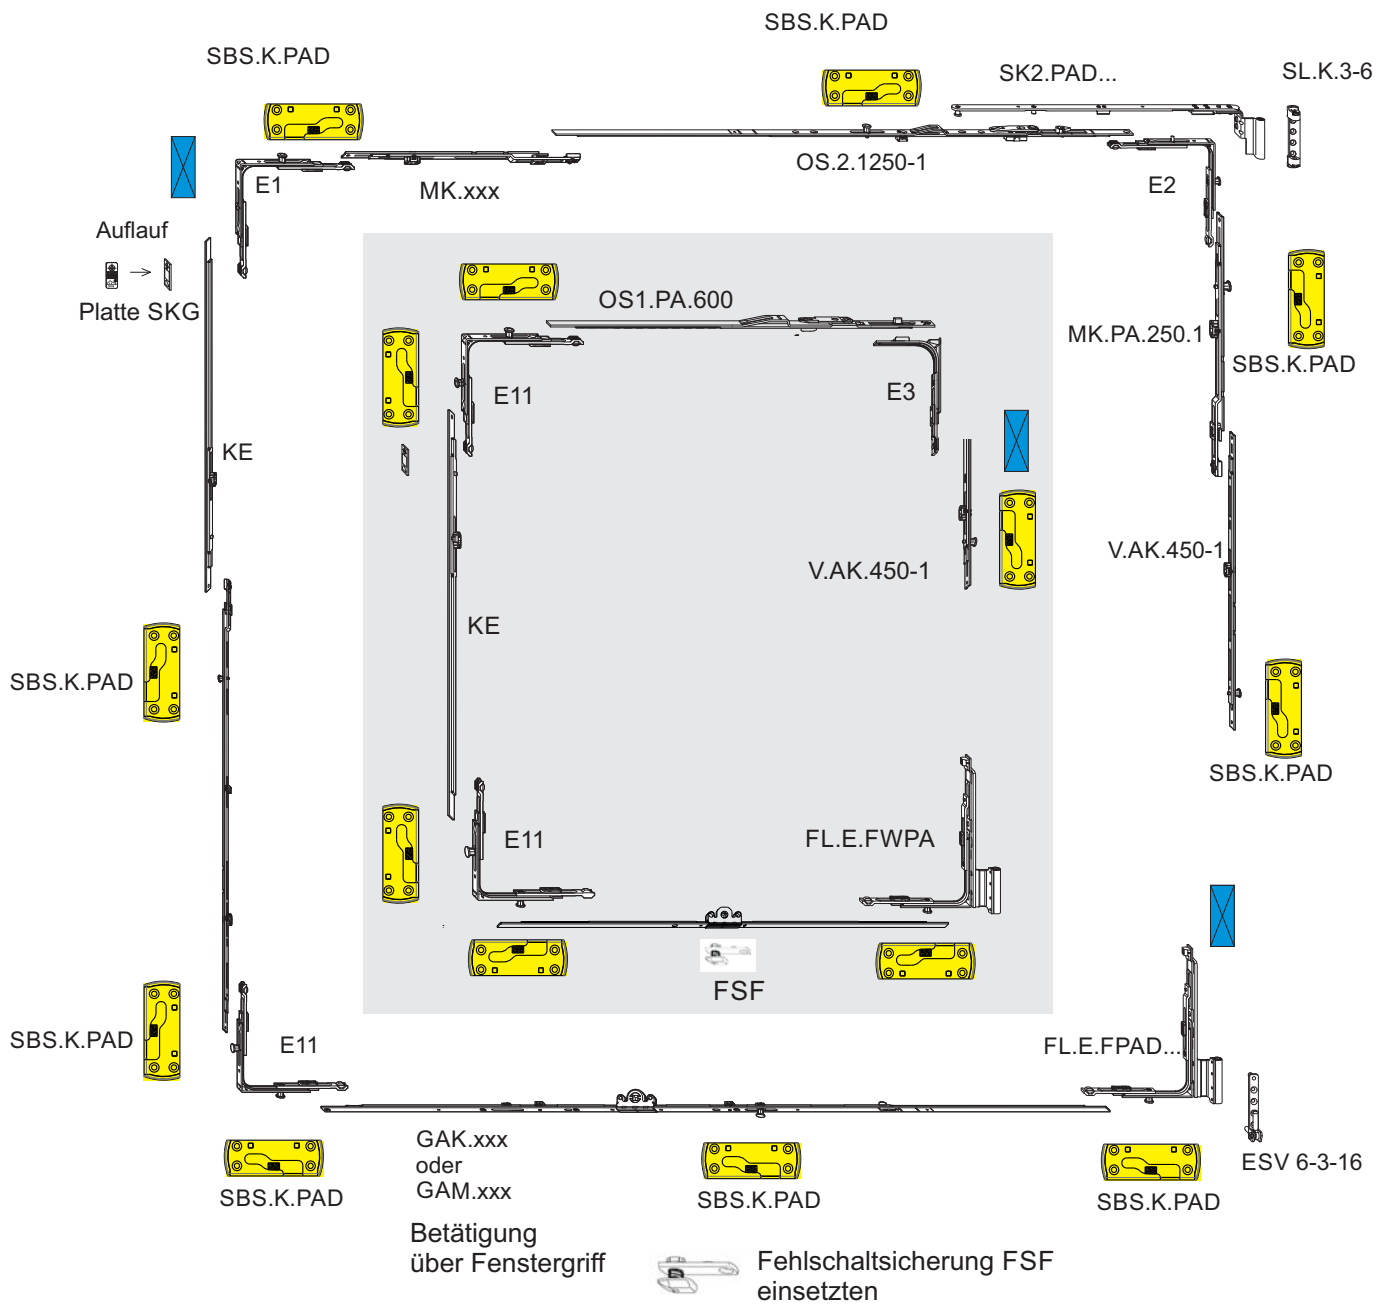 SBS.K.PAD
SBS.K.PAD
SK2.PAD...
SL.K.3-6
OS.2.1250-1
E1
MK.xxx
E2
Auflauf
Platte SKG
OS1.PA.600
MK.PA.250.1
SBS.K.PAD
E11
E3
KE
V.AK.450-1
V.AK.450-1
KE
SBS.K.PAD
SBS.K.PAD
E11
FL.E.FWPA
FSF
SBS.K.PAD
E11
FL.E.FPAD...
GAK.xxx
oder
GAM.xxx
ESV 6-3-16
SBS.K.PAD
SBS.K.PAD
SBS.K.PAD
Betätigung
über Fenstergriff
Fehlschaltsicherung FSF
einsetzten